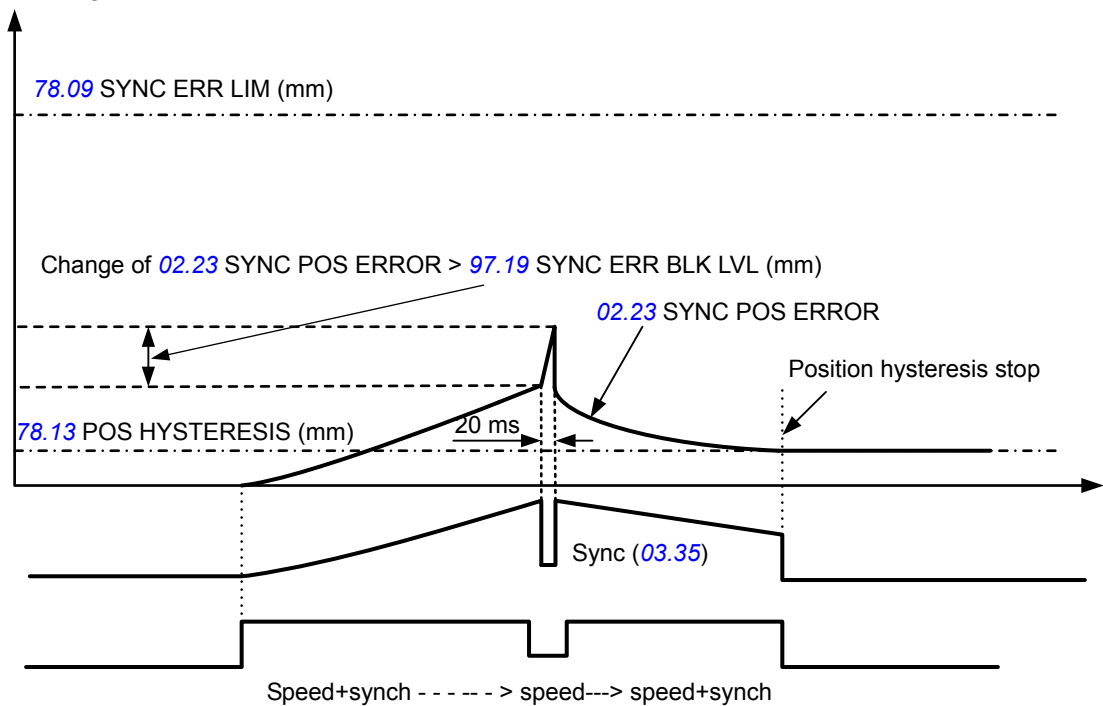 78.09 SYNC ERR LIM (mm)
Change of 02.23 SYNC POS ERROR > 97.19 SYNC ERR BLK LVL (mm)
02.23 SYNC POS ERROR
Position hysteresis stop
78.13 POS HYSTERESIS (mm)
20 ms
Sync (03.35)
Speed+synch - - - -- - > speed---> speed+synch